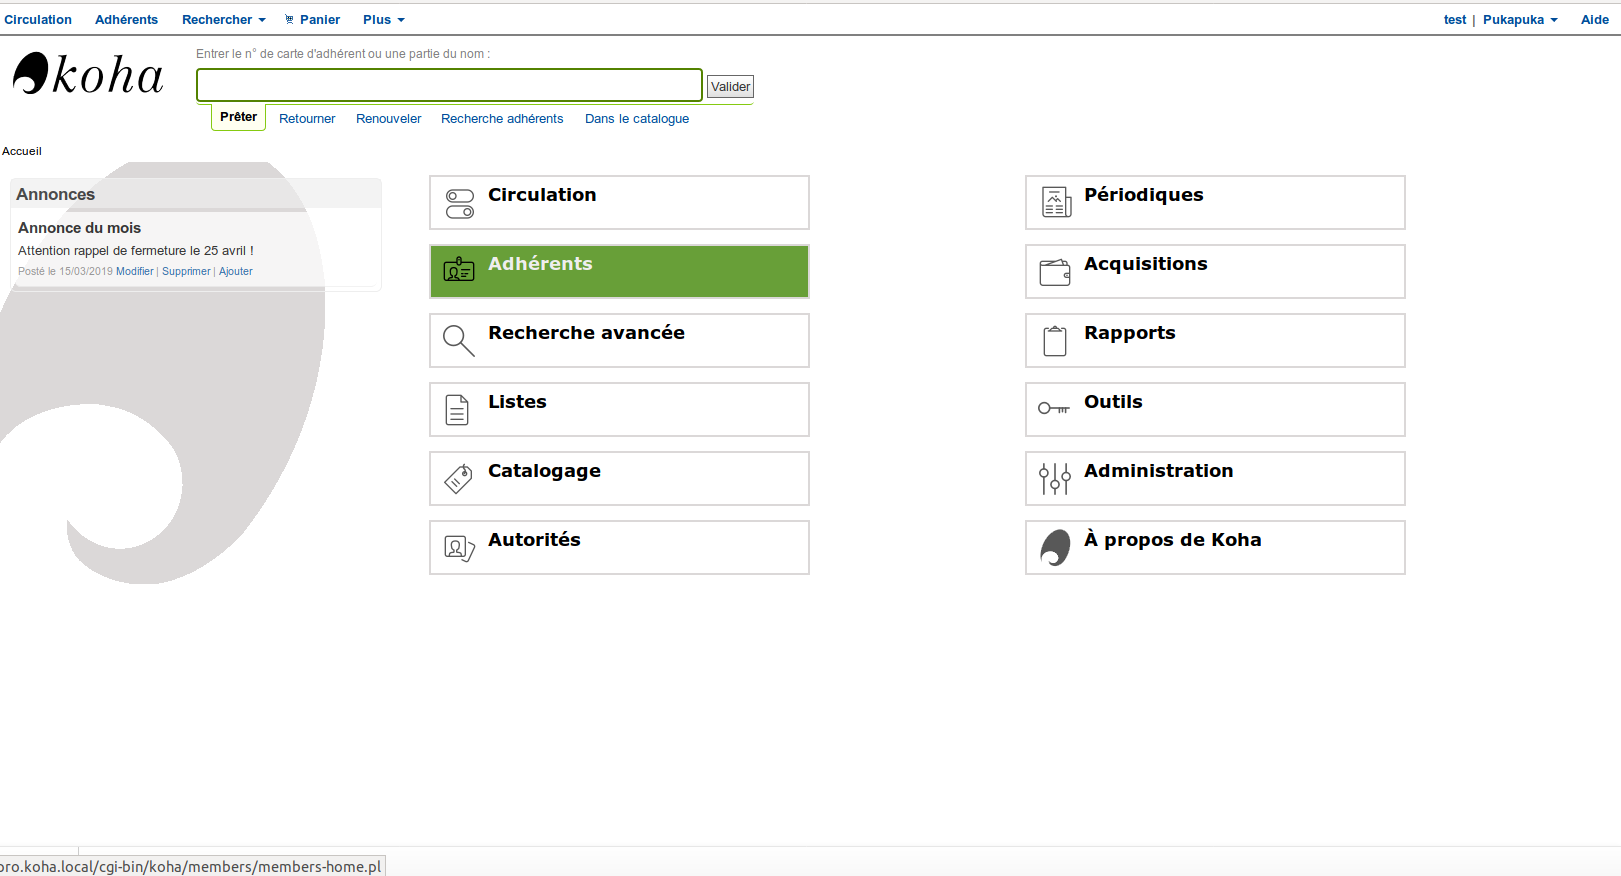 Circulation Adhérents Rechercher Panier Plus test | Pukapuka Aide
koha
Entrer le n° de carte d'adhérent ou une partie du nom :
Valider
Prêter Retourner Renouveler Recherche adhérents Dans le catalogue
Accueil
Annonces
Annonce du mois
Attention rappel de fermeture le 25 avril !
Posté le 15/03/2019 Modifier | Supprimer | Ajouter
Circulation
Adhérents
Recherche avancée
Listes
Catalogage
Autorités
Périodiques
Acquisitions
Rapports
Outils
Administration
À propos de Koha
pro.koha.local/cgi-bin/koha/members/members-home.pl